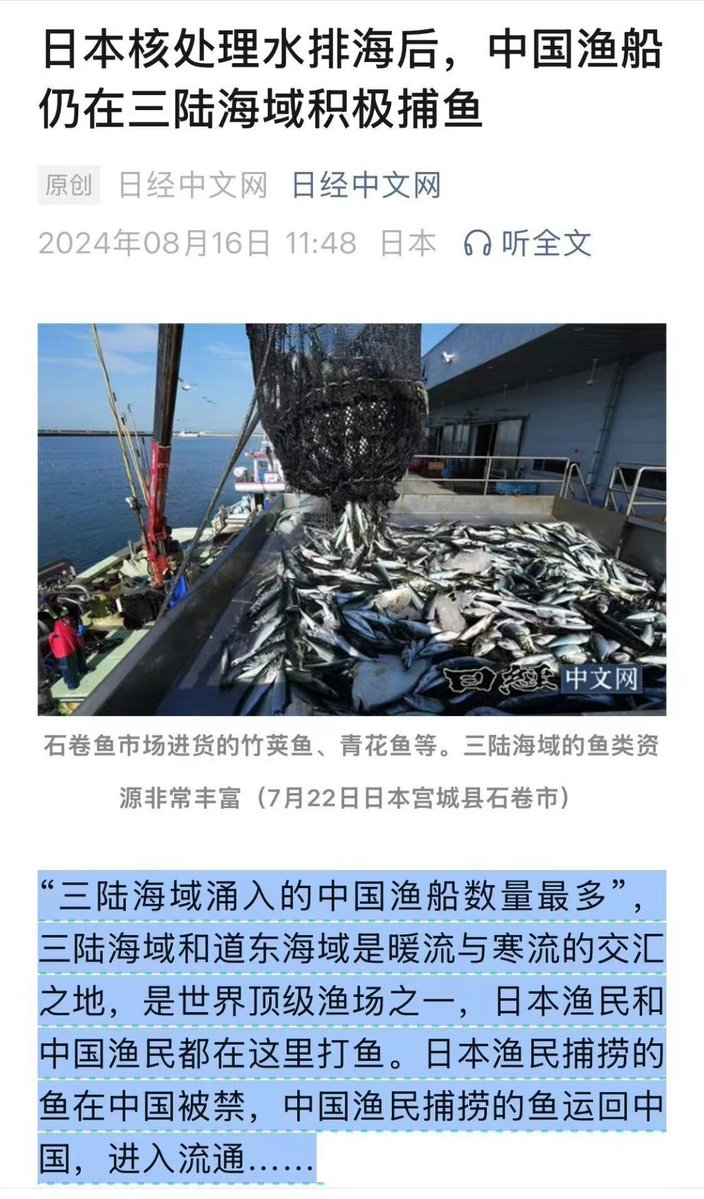 日本核处理水排海后，中国渔船
仍在三陆海域积极捕鱼
原创 日经中文网 日经中文网
2024年08月16日 11:48 日本 听全文
日经中文网
石卷鱼市场进货的竹荚鱼、青花鱼等。三陆海域的鱼类资
源非常丰富（7月22日日本宫城县石卷市）
“三陆海域涌入的中国渔船数量最多”，
三陆海域和道东海域是暖流与寒流的交汇
之地，是世界顶级渔场之一，日本渔民和
中国渔民都在这里打鱼。日本渔民捕捞的
鱼在中国被禁，中国渔民捕捞的鱼运回中
国，进入流通……